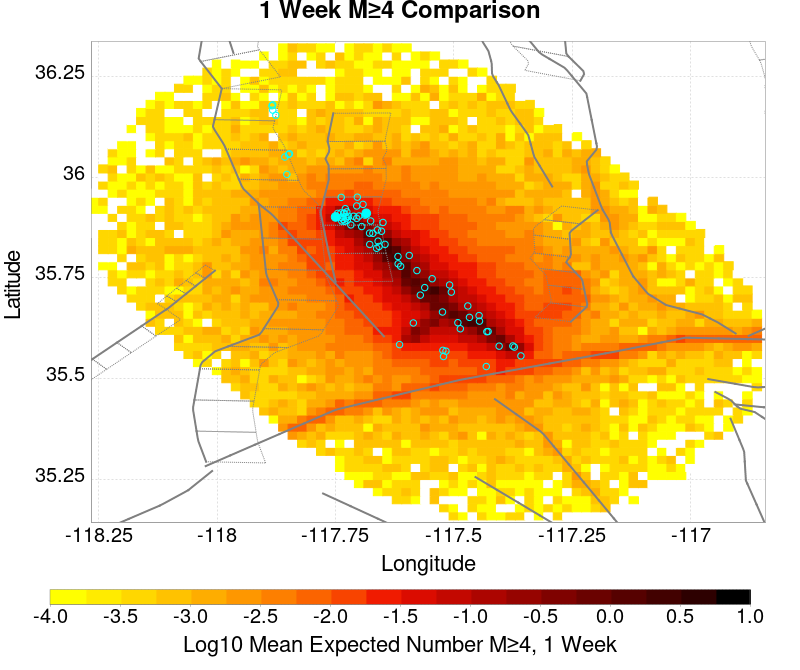 1 Week M≥4 Comparison
36.25
36
35.75
35.5
35.25
Latitude
-118.25 -118 -117.75 -117.5 -117.25 -117
Longitude
-4.0 -3.5 -3.0 -2.5 -2.0 -1.5 -1.0 -0.5 0.0 0.5 1.0
Log10 Mean Expected Number M≥4, 1 Week